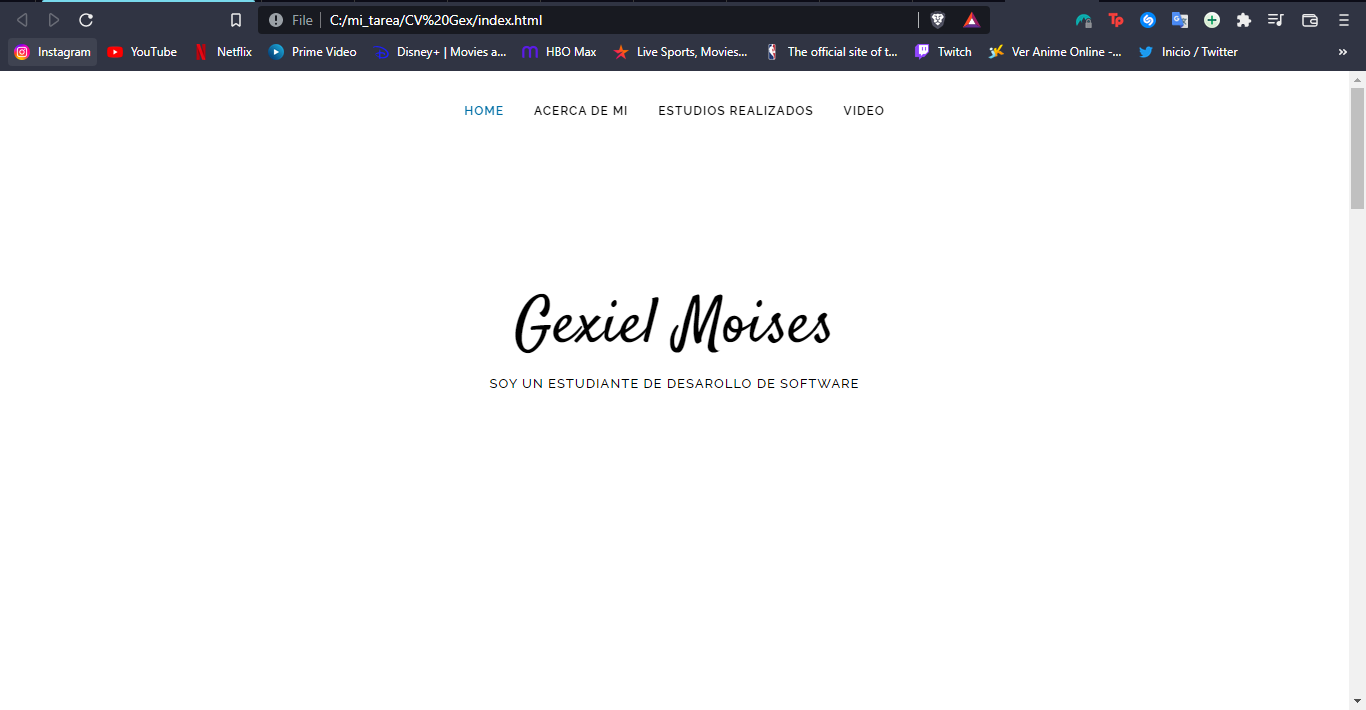 File C:/mi_tarea/CV%20Gex/index.html
Tp
Instagram YouTube Netflix Prime Video Disney+ | Movies a... HBO Max Live Sports, Movies... The official site of t... Twitch Ver Anime Online -... Inicio / Twitter »
HOME ACERCA DE MI ESTUDIOS REALIZADOS VIDEO
Gexiel Moises
SOY UN ESTUDIANTE DE DESAROLLO DE SOFTWARE